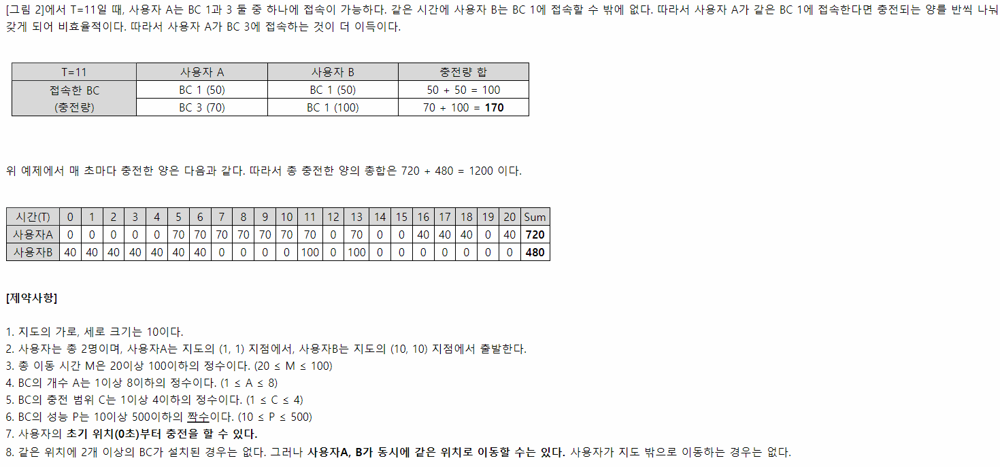 [그림 2]에서 T=11일 때, 사용자 A는 BC 1과 3 둘 중 하나에 접속이 가능하다. 같은 시간에 사용자 B는 BC 1에 접속할 수 밖에 없다. 따라서 사용자 A가 같은 BC 1에 접속한다면 충전되는 양를 반씩 나눠
갖게 되어 비효율적이다. 따라서 사용자 A가 BC 3에 접속하는 것이 더 이득이다.
T=11 사용자 A 사용자 B 충전량 합
접속한 BC BC 1 (50) BC 1 (50) 50 + 50 = 100
(충전량) BC 3 (70) BC 1 (100) 70 + 100 = 170
위 예제에서 매 초마다 충전한 양은 다음과 같다. 따라서 총 충전한 양의 총합은 720 + 480 = 1200 이다.
시간(T) 0 1 2 3 4 5 6 7 8 9 10 11 12 13 14 15 16 17 18 19 20 Sum
사용자A 0 0 0 0 0 70 70 70 70 70 70 70 0 70 0 0 40 40 40 0 40 720
사용자B 40 40 40 40 40 40 40 0 0 0 0 100 0 100 0 0 0 0 0 0 0 480
[제약사항]
1. 지도의 가로, 세로 크기는 10이다.
2. 사용자는 총 2명이며, 사용자A는 지도의 (1, 1) 지점에서, 사용자B는 지도의 (10, 10) 지점에서 출발한다.
3. 총 이동 시간 M은 20이상 100이하의 정수이다. (20 ≤ M ≤ 100)
4. BC의 개수 A는 1이상 8이하의 정수이다. (1 ≤ A ≤ 8)
5. BC의 충전 범위 C는 1이상 4이하의 정수이다. (1 ≤ C ≤ 4)
6. BC의 성능 P는 10이상 500이하의 짝수이다. (10 ≤ P ≤ 500)
7. 사용자의 초기 위치(0초)부터 충전을 할 수 있다.
8. 같은 위치에 2개 이상의 BC가 설치된 경우는 없다. 그러나 사용자A, B가 동시에 같은 위치로 이동할 수는 있다. 사용자가 지도 밖으로 이동하는 경우는 없다.